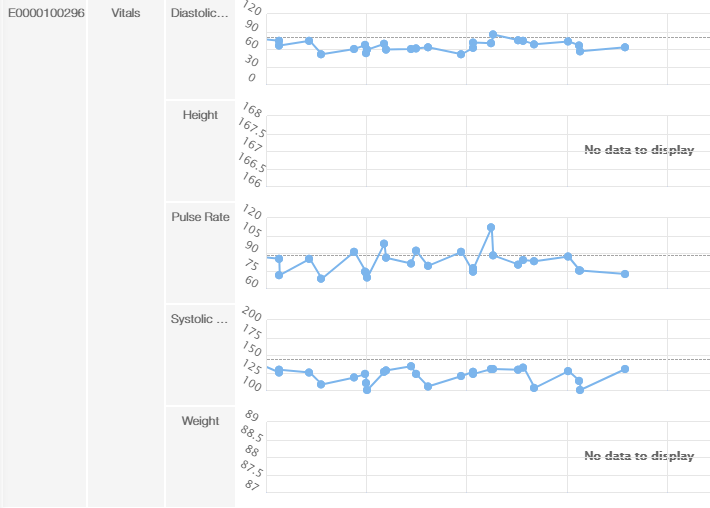 E0000100296
Vitals
Diastolic...
120
90
60
30
0
Height
168
167.5
167
166.5
166
No data to display
Pulse Rate
120
105
90
75
60
Systolic ...
200
175
150
125
100
Weight
89
88.5
88
87.5
87
No data to display